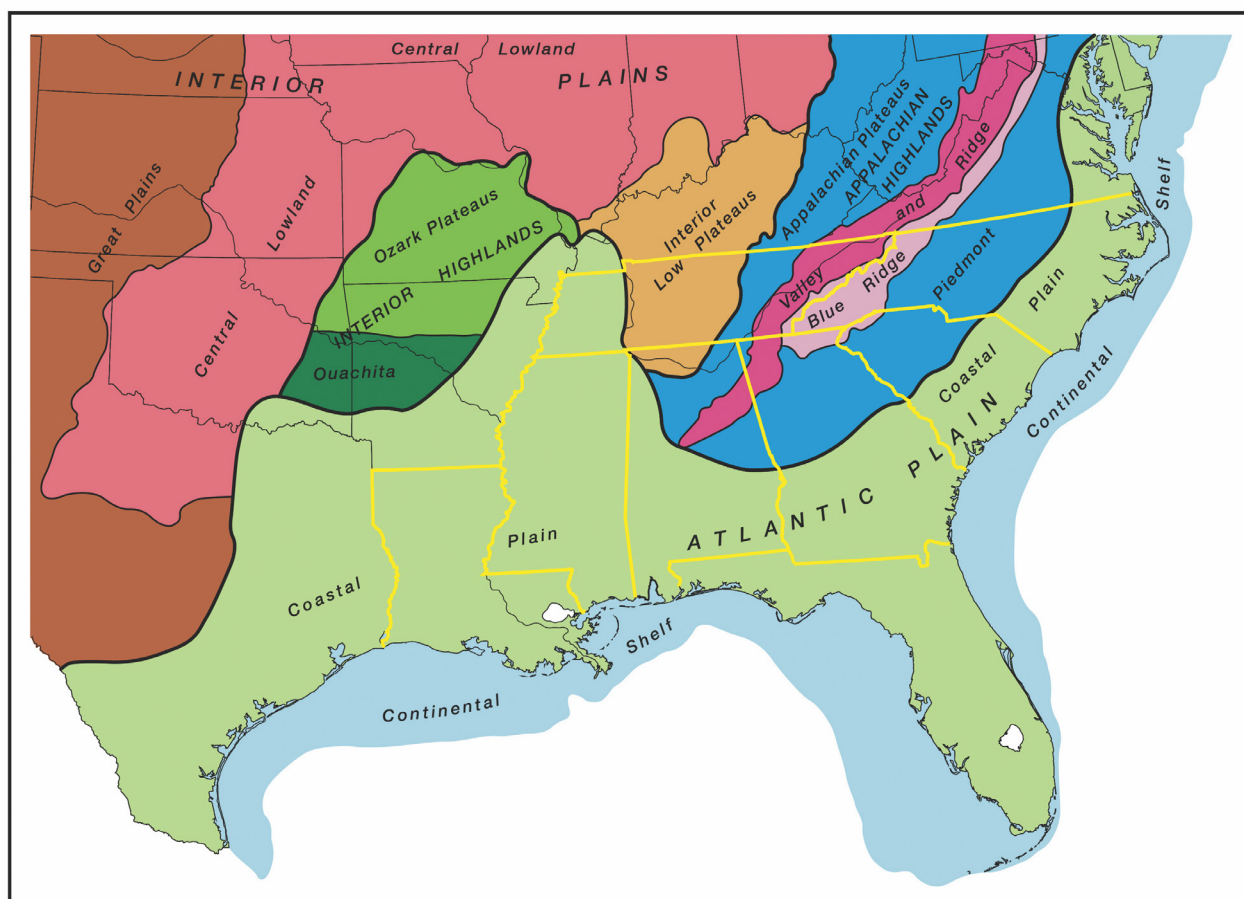 Central Lowland
INTERIOR PLAINS
Great Plains
Lowland
Central
Ozark Plateaus
INTERIOR HIGHLANDS
Ouachita
Interior
Low Plateaus
Appalachian Plateaus
APPALACHIAN
HIGHLANDS
Valley and Ridge
Blue Ridge
Piedmont
Coastal Plain
ATLANTIC PLAIN
Continental Shelf
Coastal Plain
Continental Shelf